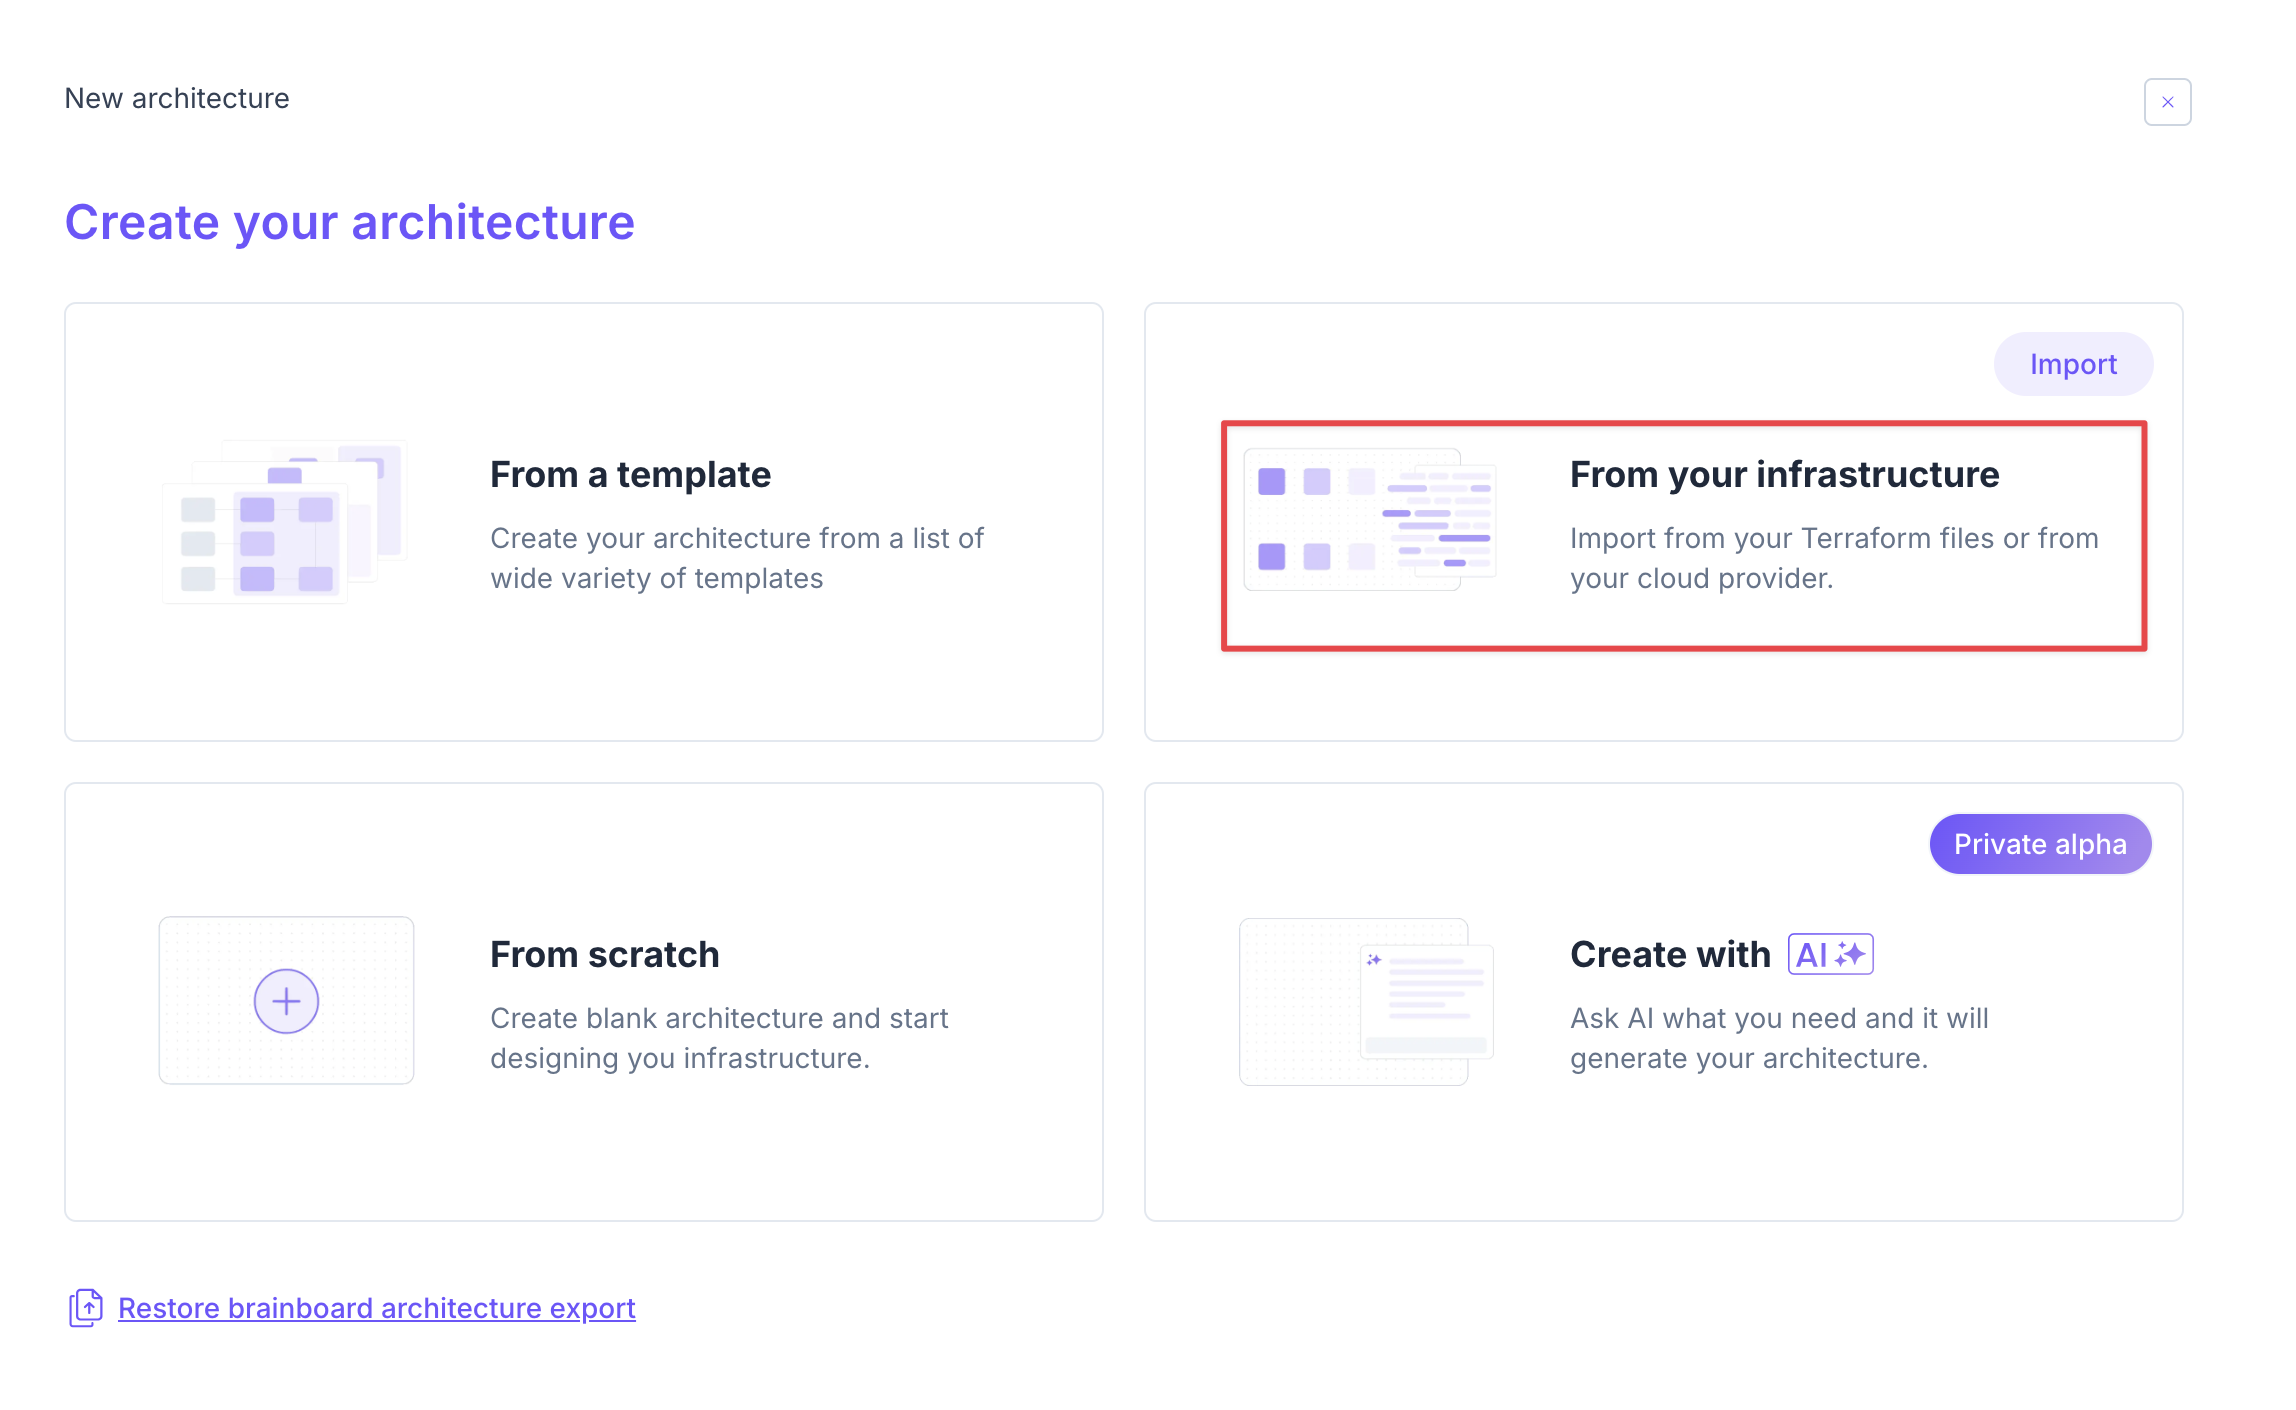 New architecture
Create your architecture
From a template
Create your architecture from a list of
wide variety of templates
Import
From your infrastructure
Import from your Terraform files or from
your cloud provider.
From scratch
Create blank architecture and start
designing you infrastructure.
Private alpha
Create with AI
Ask AI what you need and it will
generate your architecture.
Restore brainboard architecture export